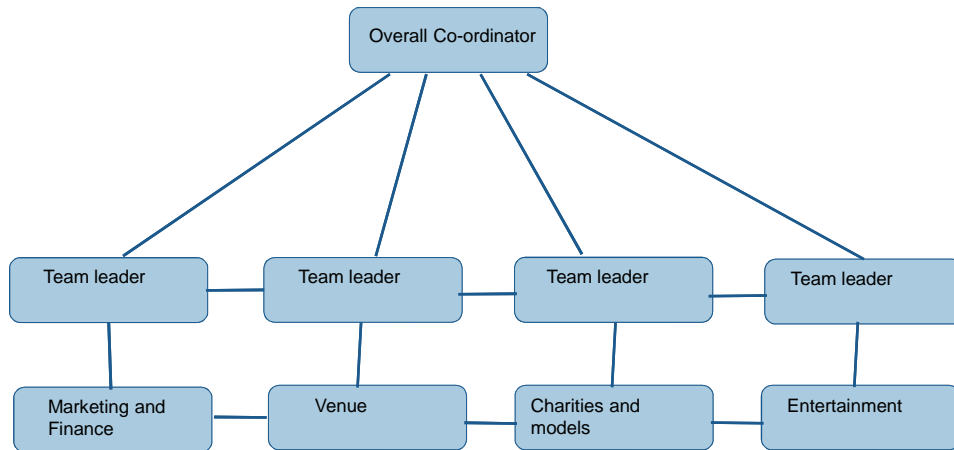 Overall Co-ordinator
Team leader
Team leader
Team leader
Team leader
Marketing and
Finance
Venue
Charities and
models
Entertainment